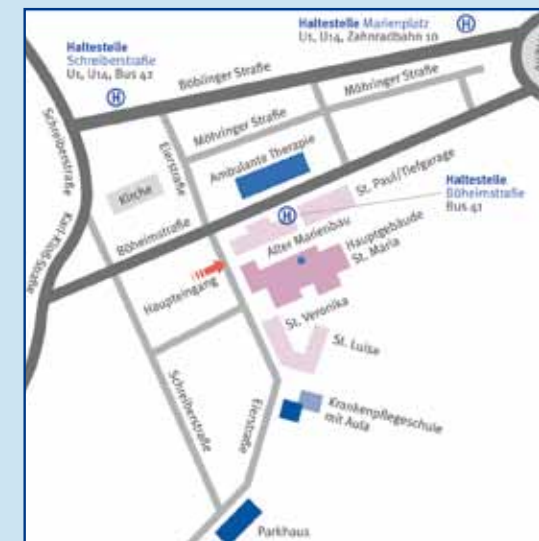 Haltestelle Marienplatz
U1, U14, Zahnradbahn 10
Haltestelle
Schreiberstraße
U1, U14, Bus 42
H
H
Böblinger Straße
Möhringer Straße
Möhringer Straße
Schreiberstraße
Eierstraße
Ambulante Therapie
Kirche
St. Paul/Tiefgarage
Haltestelle
Böheimstraße
Bus 41
H
Karl-Kloß-Straße
Böheimstraße
Alter Marienbau
Hauptgebäude
St. Maria
Haupteingang
St. Veronika
St. Luisa
Schreiberstraße
Eierstraße
Krankenpflegeschule
mit Aula
Parkhaus